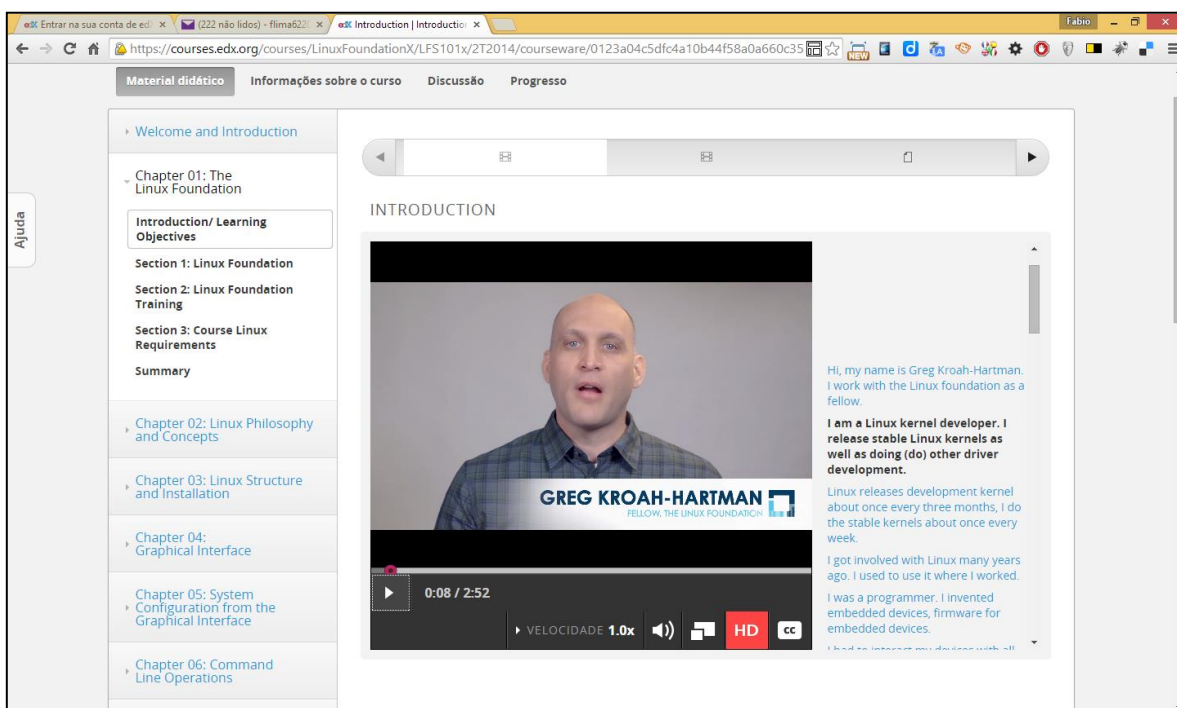 edX Entrar na sua conta de ed
(222 não lidos) - flima622
edX Introduction | Introductio
Fabio
https://courses.edx.org/courses/LinuxFoundationX/LFS101x/2T2014/courseware/0123a04c5dfc4a10b44f58a0a660c35
NEW
Material didático
Informações sobre o curso
Discussão
Progresso
Ajuda
Welcome and Introduction
Chapter 01: The
Linux Foundation
Introduction/ Learning
Objectives
Section 1: Linux Foundation
Section 2: Linux Foundation
Training
Section 3: Course Linux
Requirements
Summary
Chapter 02: Linux Philosophy
and Concepts
Chapter 03: Linux Structure
and Installation
Chapter 04:
Graphical Interface
Chapter 05: System
Configuration from the
Graphical Interface
Chapter 06: Command
Line Operations
INTRODUCTION
GREG KROAH-HARTMAN
FELLOW, THE LINUX FOUNDATION
0:08 / 2:52
VELOCIDADE 1.0x
HD
cc
Hi, my name is Greg Kroah-Hartman.
I work with the Linux foundation as a
fellow.
I am a Linux kernel developer. I
release stable Linux kernels as
well as doing (do) other driver
development.
Linux releases development kernel
about once every three months, I do
the stable kernels about once every
week.
I got involved with Linux many years
ago. I used to use it where I worked.
I was a programmer. I invented
embedded devices, firmware for
embedded devices.
I had to interact my devices with all